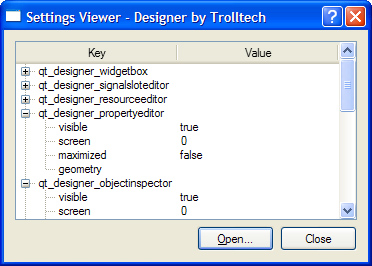 Settings Viewer - Designer by Trolltech
Key Value
qt_designer_widgetbox
qt_designer_signalsloteditor
qt_designer_resourceeditor
qt_designer_propertyeditor
visible true
screen 0
maximized false
geometry
qt_designer_objectinspector
visible true
screen 0
Open... Close